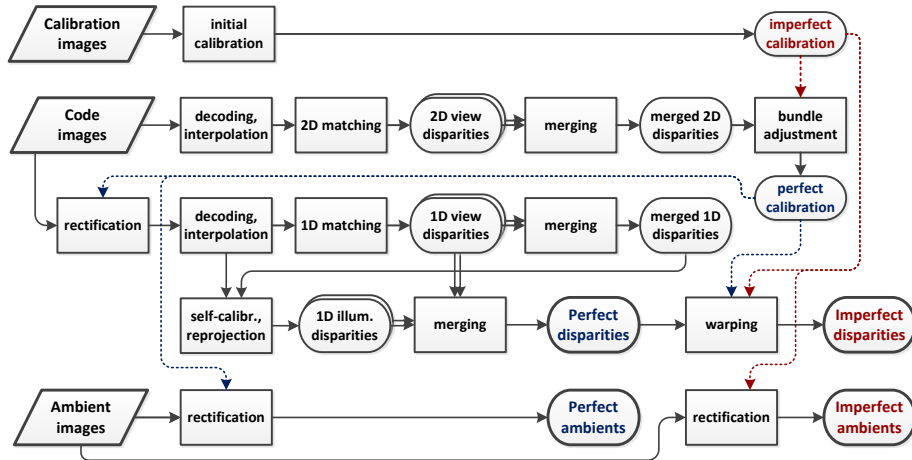 Calibration
images
initial
calibration
imperfect
calibration
Code
images
decoding,
interpolation
2D matching
2D view
disparities
merging
merged 2D
disparities
bundle
adjustment
perfect
calibration
rectification
decoding,
interpolation
1D matching
1D view
disparities
merging
merged 1D
disparities
self-calibr.,
reprojection
1D illum.
disparities
merging
Perfect
disparities
warping
Imperfect
disparities
Ambient
images
rectification
Perfect
ambients
rectification
Imperfect
ambients